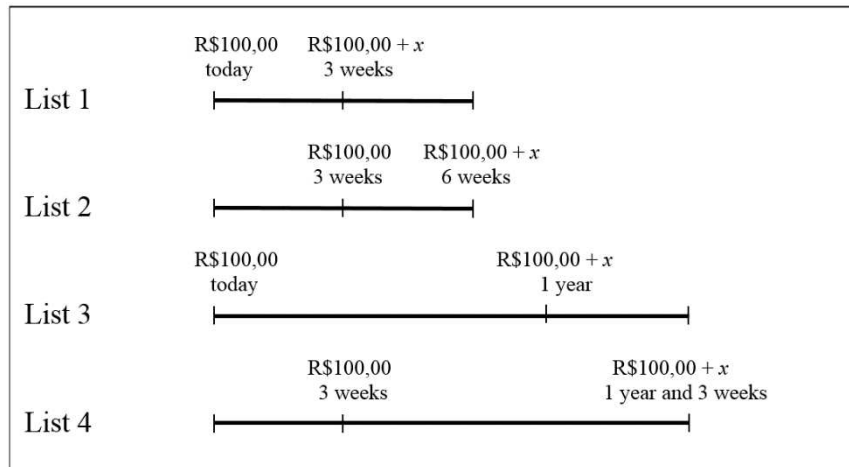 R$100,00 R$100,00 + x
today 3 weeks
List 1
R$100,00 R$100,00 + x
3 weeks 6 weeks
List 2
R$100,00 R$100,00 + x
today 1 year
List 3
R$100,00 R$100,00 + x
3 weeks 1 year and 3 weeks
List 4